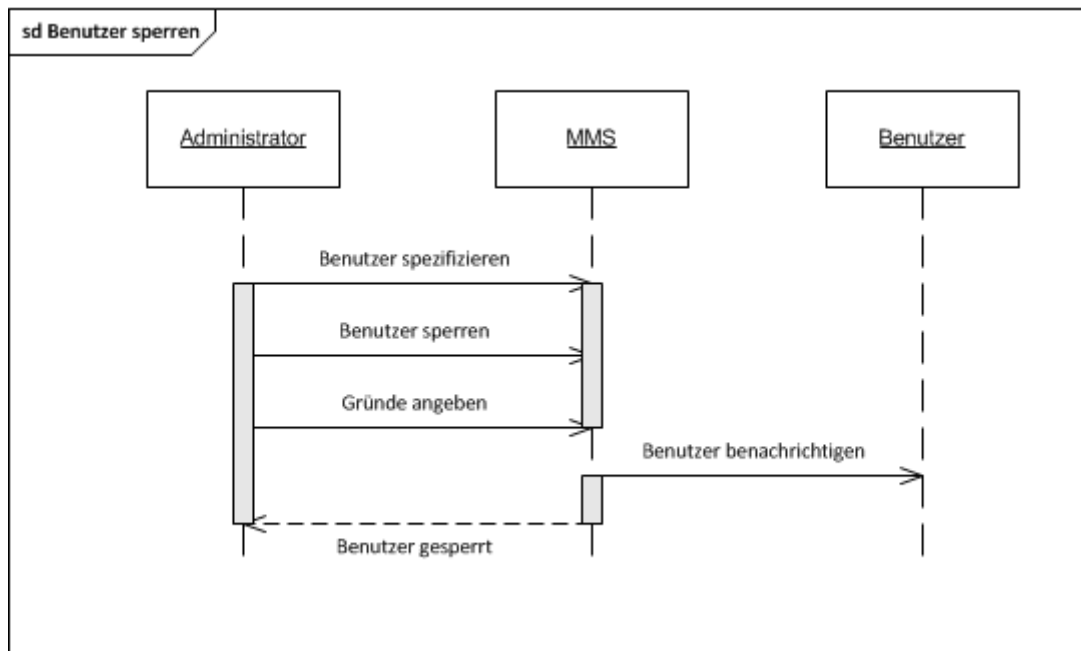 sd Benutzer sperren
Administrator
MMS
Benutzer
Benutzer spezifizieren
Benutzer sperren
Gründe angeben
Benutzer benachrichtigen
Benutzer gesperrt